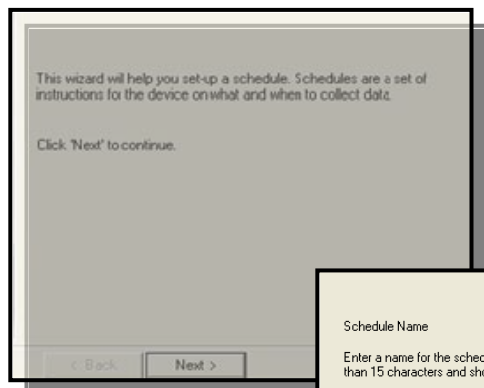 This wizard will help you set-up a schedule. Schedules are a set of
instructions for the device on what and when to collect data.
Click 'Next' to continue.
< Back
Next >
Schedule Name
Enter a name for the sched
than 15 characters and sho